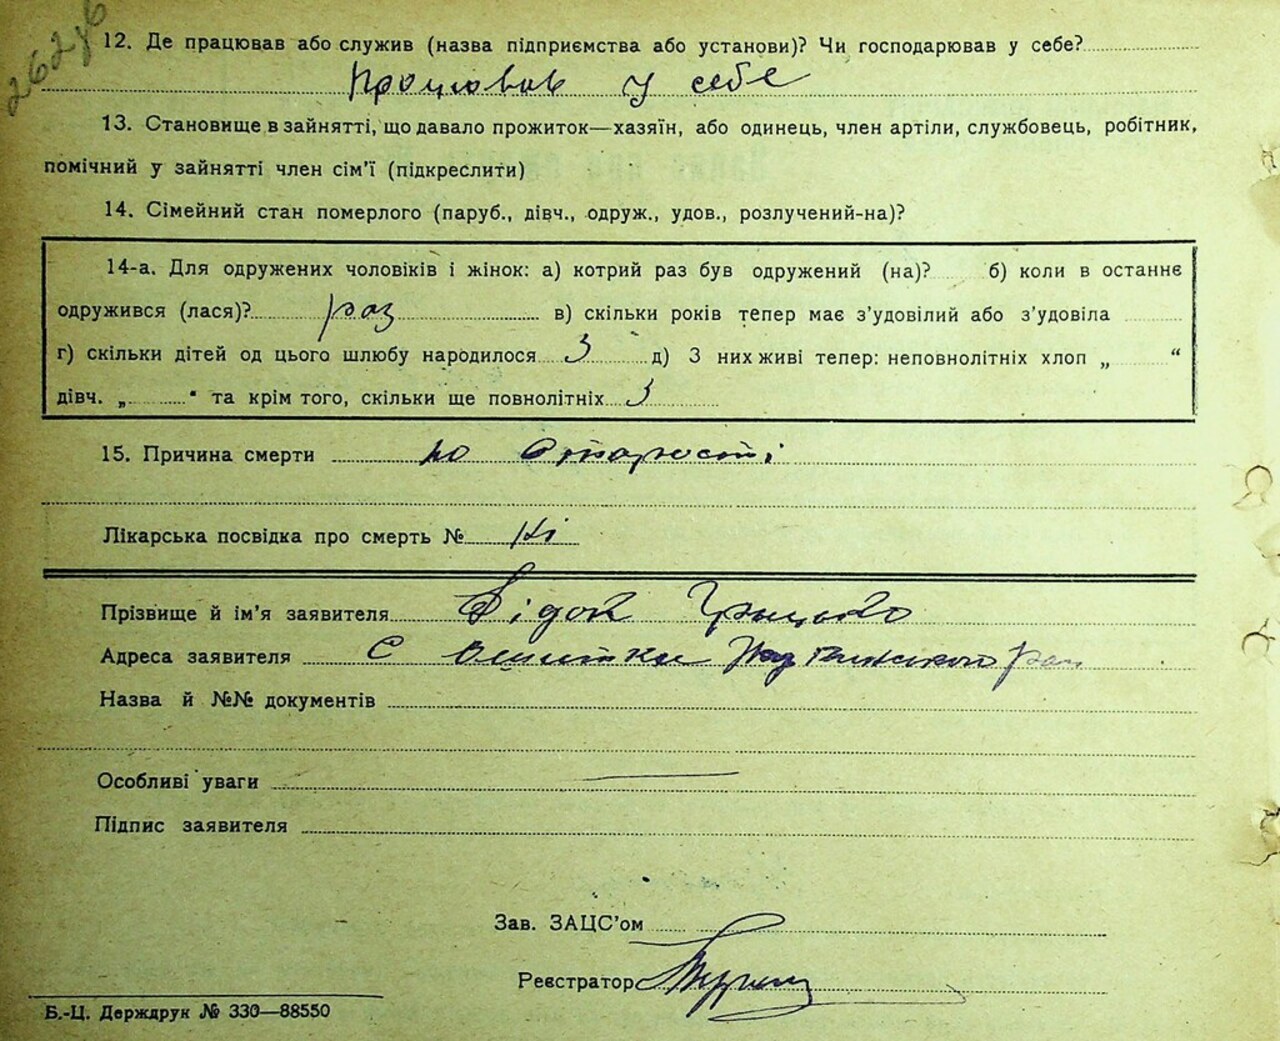 12. Де працював або служив (назва підприємства або установи)? Чи господарював у себе?
працював у себе
13. Становище в зайнятті, що давало прожиток—хазяїн, або одинець, член артіли, службовець, робітник,
помічний у зайнятті член сім'ї (підкреслити)
14. Сімейний стан померлого (паруб., дівч., одруж., удов., розлучений-на)?
14-а. Для одружених чоловіків і жінок: а) котрий раз був одружений (на)? б) коли в останнє
одружився (лася)? раз в) скільки років тепер має з'удовілий або з'удовіла
г) скільки дітей од цього шлюбу народилося 3 д) З них живі тепер: неповнолітніх хлоп „ “
дівч. „ " та крім того, скільки ще повнолітніх 3
15. Причина смерти по старості
Лікарська посвідка про смерть № Ні
Прізвище й ім'я заявителя
Адреса заявителя С
Назва й №№ документів
Особливі уваги
Підпис заявителя
Зав. ЗАЦС'ом
Реєстратор
Б.-Ц. Держдрук № 330—88550